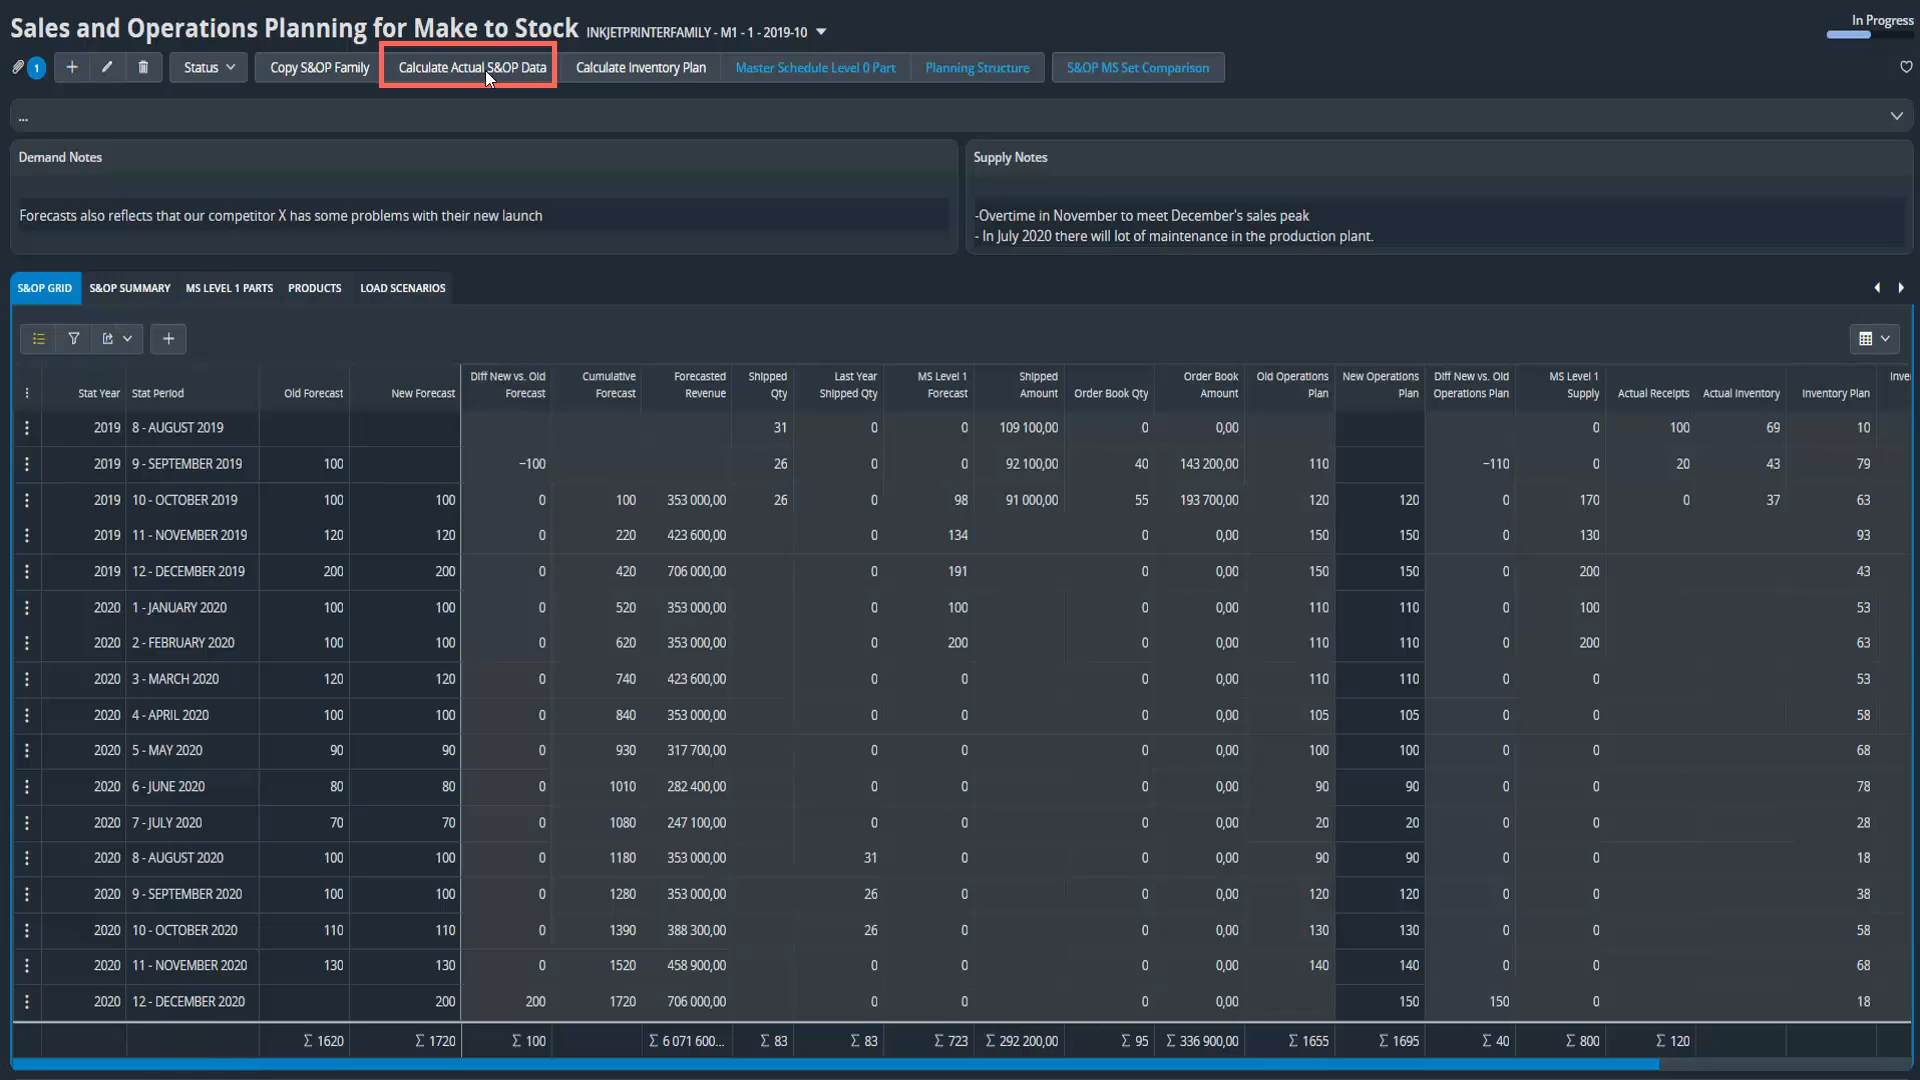 Sales and Operations Planning for Make to Stock INKJETPRINTERFAMILY - M1 - 1 - 2019-10
In Progress
1 Status Copy S&OP Family Calculate Actual S&OP Data Calculate Inventory Plan Master Schedule Level 0 Part Planning Structure S&OP MS Set Comparison
...
Demand Notes Supply Notes
Forecasts also reflects that our competitor X has some problems with their new launch
-Overtime in November to meet December's sales peak
- In July 2020 there will lot of maintenance in the production plant.
S&OP GRID S&OP SUMMARY MS LEVEL 1 PARTS PRODUCTS LOAD SCENARIOS
Stat Year Stat Period Old Forecast New Forecast Diff New vs. Old Forecast Cumulative Forecast Forecasted Revenue Shipped Qty Last Year Shipped Qty MS Level 1 Forecast Shipped Amount Order Book Qty Order Book Amount Old Operations Plan New Operations Plan Diff New vs. Old Operations Plan MS Level 1 Supply Actual Receipts Actual Inventory Inventory Plan Inve
2019 8 - AUGUST 2019 31 0 0 109 100,00 0 0,00 0 100 69 10
2019 9 - SEPTEMBER 2019 100 −100 26 0 0 92 100,00 40 143 200,00 110 −110 0 20 43 79
2019 10 - OCTOBER 2019 100 100 0 100 353 000,00 26 0 98 91 000,00 55 193 700,00 120 120 0 170 0 37 63
2019 11 - NOVEMBER 2019 120 120 0 220 423 600,00 0 134 0 0,00 150 150 0 130 93
2019 12 - DECEMBER 2019 200 200 0 420 706 000,00 0 191 0 0,00 150 150 0 200 43
2020 1 - JANUARY 2020 100 100 0 520 353 000,00 0 100 0 0,00 110 110 0 100 53
2020 2 - FEBRUARY 2020 100 100 0 620 353 000,00 0 200 0 0,00 110 110 0 200 63
2020 3 - MARCH 2020 120 120 0 740 423 600,00 0 0 0 0,00 110 110 0 0 53
2020 4 - APRIL 2020 100 100 0 840 353 000,00 0 0 0 0,00 105 105 0 0 58
2020 5 - MAY 2020 90 90 0 930 317 700,00 0 0 0 0,00 100 100 0 0 68
2020 6 - JUNE 2020 80 80 0 1010 282 400,00 0 0 0 0,00 90 90 0 0 78
2020 7 - JULY 2020 70 70 0 1080 247 100,00 0 0 0 0,00 20 20 0 0 28
2020 8 - AUGUST 2020 100 100 0 1180 353 000,00 31 0 0 0,00 90 90 0 0 18
2020 9 - SEPTEMBER 2020 100 100 0 1280 353 000,00 26 0 0 0,00 120 120 0 0 38
2020 10 - OCTOBER 2020 110 110 0 1390 388 300,00 26 0 0 0,00 130 130 0 0 58
2020 11 - NOVEMBER 2020 130 130 0 1520 458 900,00 0 0 0 0,00 140 140 0 0 68
2020 12 - DECEMBER 2020 200 200 1720 706 000,00 0 0 0 0,00 150 150 0 18
∑ 1620 ∑ 1720 ∑ 100 ∑ 6 071 600... ∑ 83 ∑ 83 ∑ 723 ∑ 292 200,00 ∑ 95 ∑ 336 900,00 ∑ 1655 ∑ 1695 ∑ 40 ∑ 800 ∑ 120